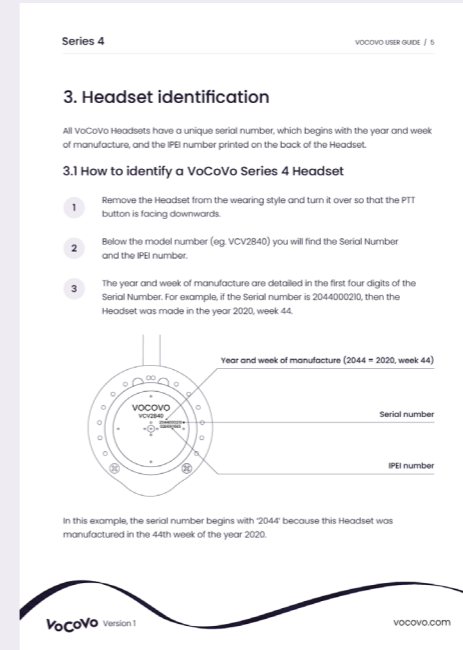 Series 4
VOCOVO USER GUIDE / 5
3. Headset identification
All VoCoVo Headsets have a unique serial number, which begins with the year and week
of manufacture, and the IPEI number printed on the back of the Headset.
3.1 How to identify a VoCoVo Series 4 Headset
1
Remove the Headset from the wearing style and turn it over so that the PTT
button is facing downwards.
2
Below the model number (eg. VCV2840) you will find the Serial Number
and the IPEI number.
3
The year and week of manufacture are detailed in the first four digits of the
Serial Number. For example, if the Serial number is 2044000210, then the
Headset was made in the year 2020, week 44.
Year and week of manufacture (2044 = 2020, week 44)
VOCOVO
VCV2840
Serial number
IPEI number
In this example, the serial number begins with '2044' because this Headset was
manufactured in the 44th week of the year 2020.
VoCoVo Version 1
vocovo.com